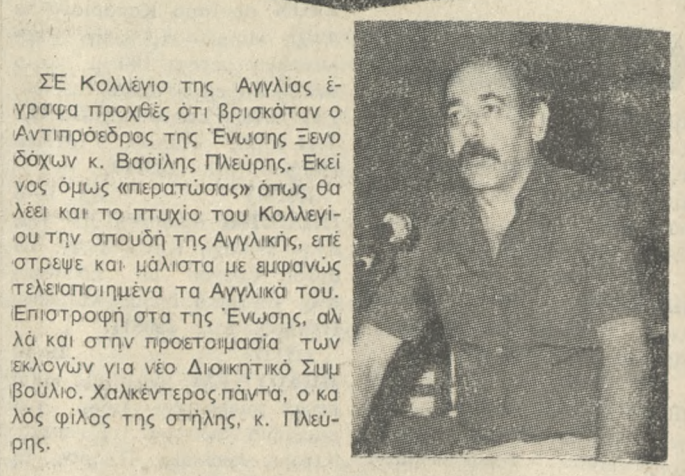 ΣΕ Κολλέγιο της Αγγλίας έ-
γραφα προχθές ότι βρισκόταν ο
Αντιπρόεδρος της Ένωσης Ξενο
δόχων κ. Βασίλης Πλεύρης. Εκεί
νος όμως «περατώσας» όπως θα
λέει και το πτυχίο του Κολλεγί-
ου την σπουδή της Αγγλικής, επέ
στρεψε και μάλιστα με εμφανώς
τελειοποιημένα τα Αγγλικά του.
Επιστροφή στα της Ένωσης, αλ
λά και στην προετοιμασία των
εκλογών για νέο Διοικητικό Συμ
βούλιο. Χαλκέντερος πάντα, ο κα
λός φίλος της στήλης, κ. Πλεύ-
ρης.